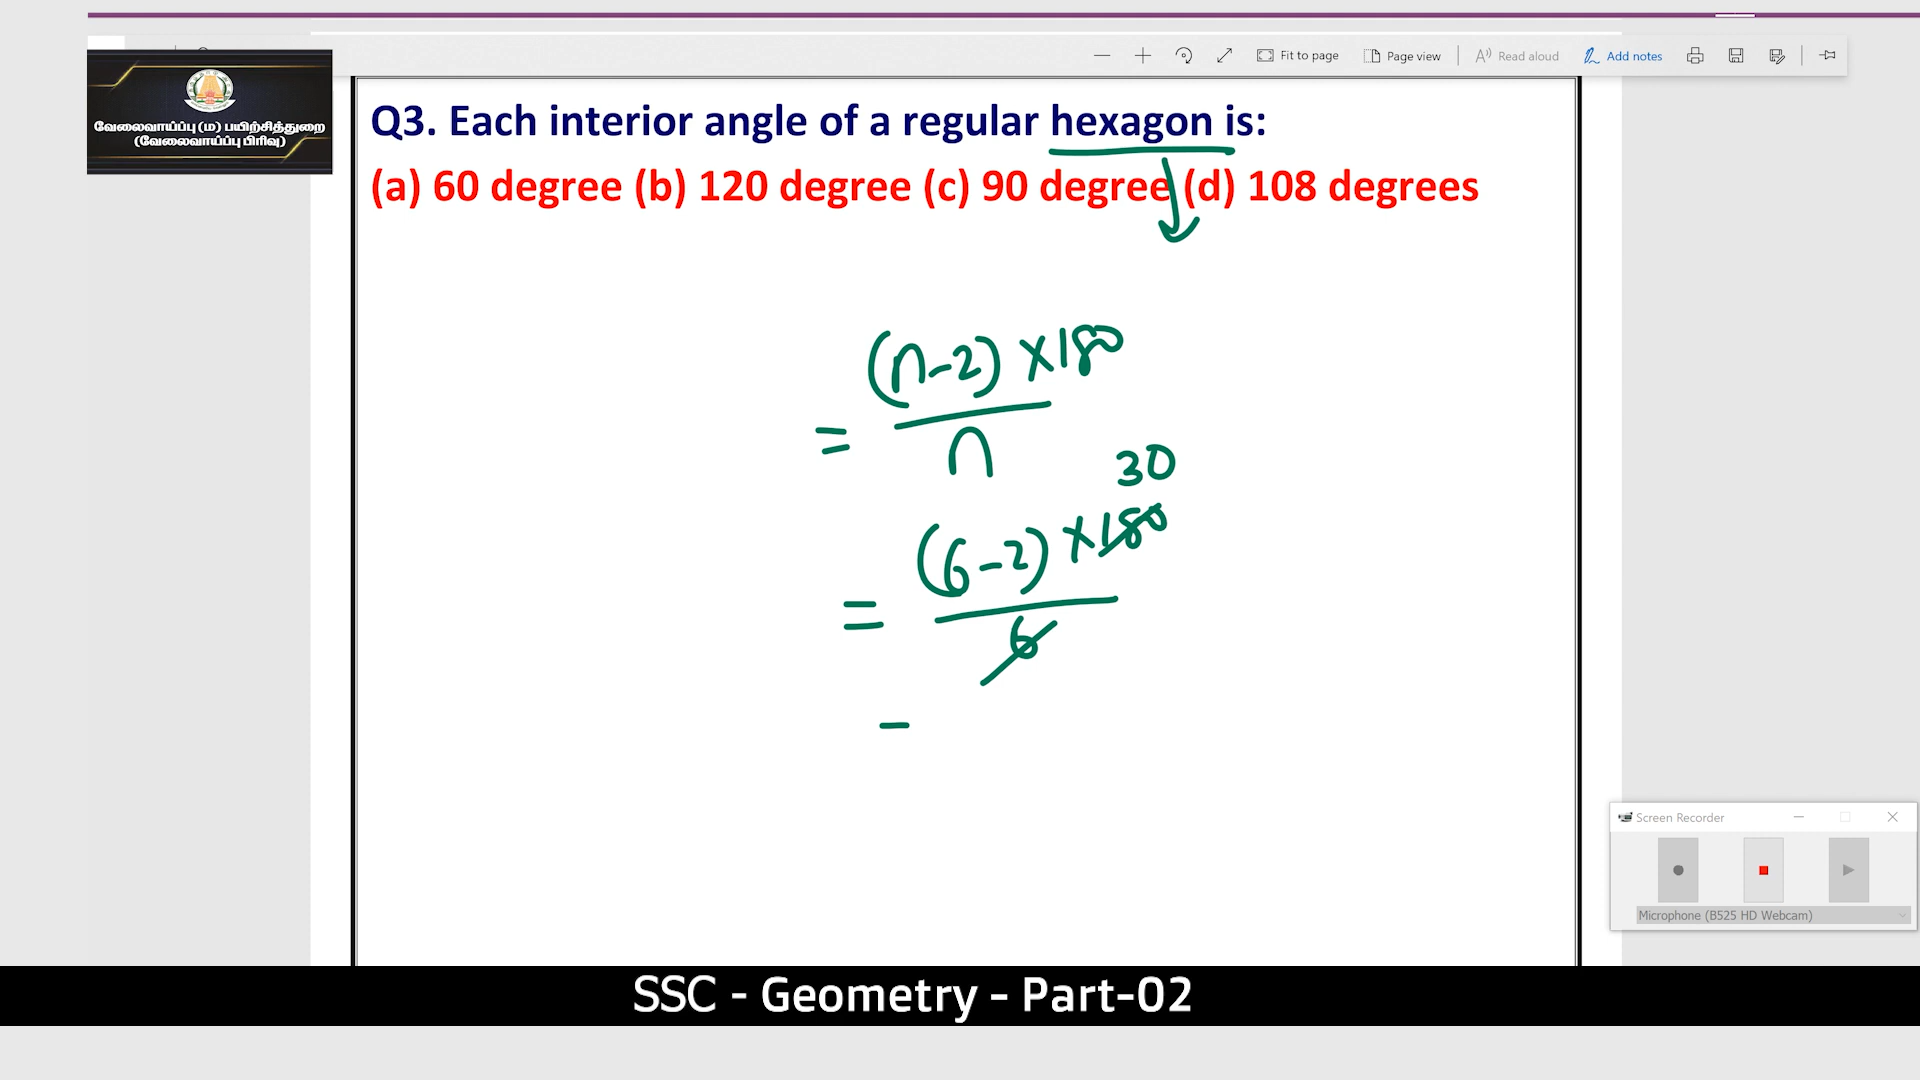 Fit to page
Page view
Read aloud
Add notes
வேலைவாய்ப்பு (ம) பயிற்சித்துறை
(வேலைவாய்ப்பு பிரிவு)
Q3. Each interior angle of a regular hexagon is:
(a) 60 degree (b) 120 degree (c) 90 degree (d) 108 degrees
(n-2) ×180
=
n
30
(6-2) ×180
=
6
-
Screen Recorder
Microphone (B525 HD Webcam)
SSC - Geometry - Part-02